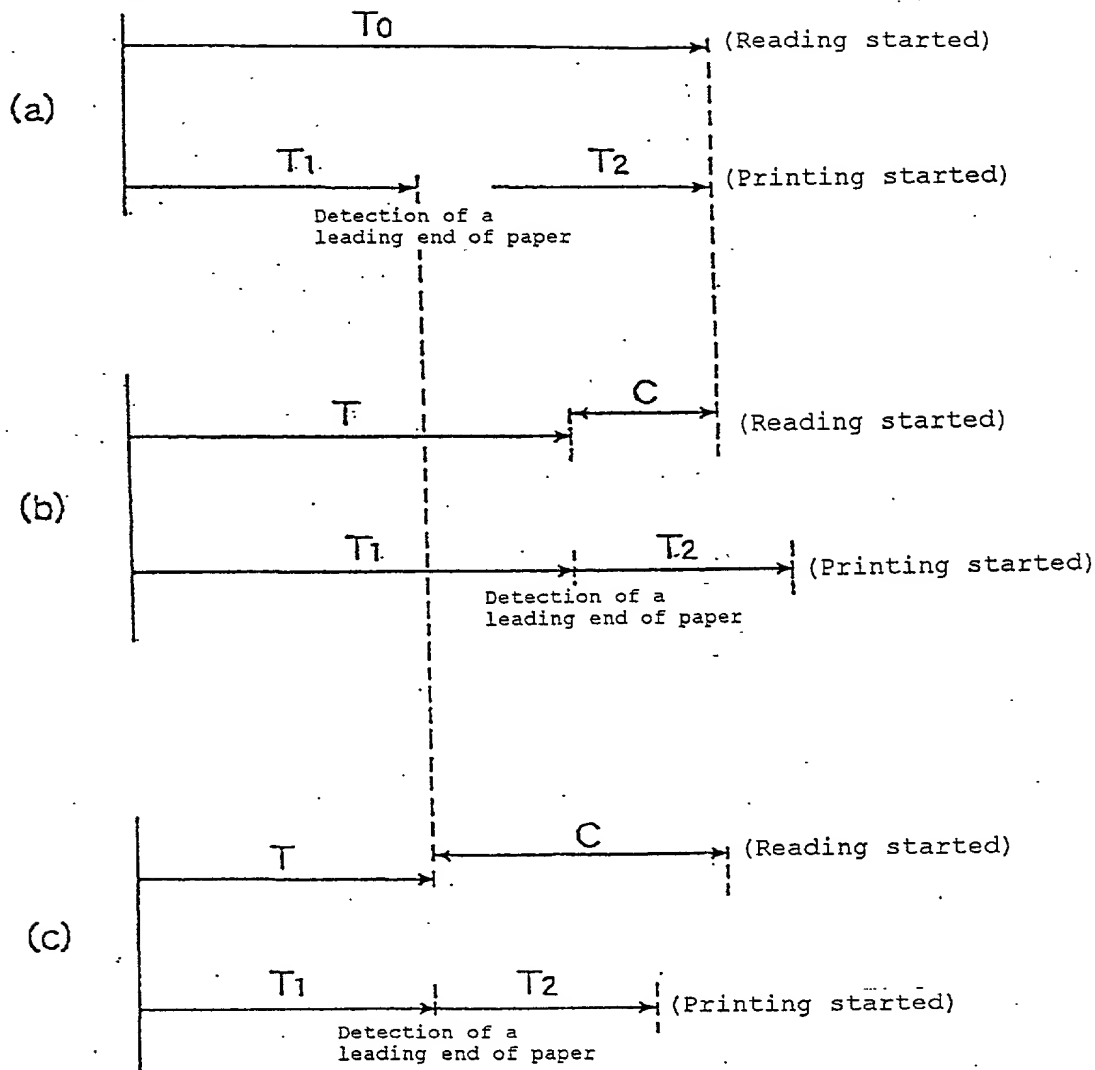 T0
(Reading started)
(a)
T1
T2
(Printing started)
Detection of a
leading end of paper
C
T
(Reading started)
(b)
T1
T2
(Printing started)
Detection of a
leading end of paper
C
T
(Reading started)
(c)
T1
T2
(Printing started)
Detection of a
leading end of paper